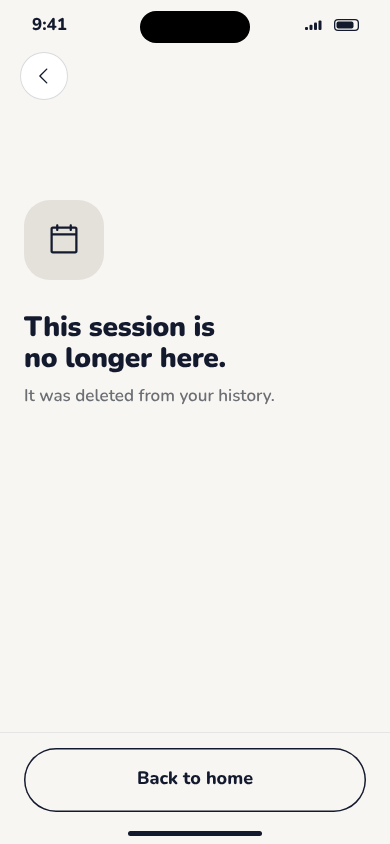 9:41
This session is
no longer here.
It was deleted from your history.
Back to home